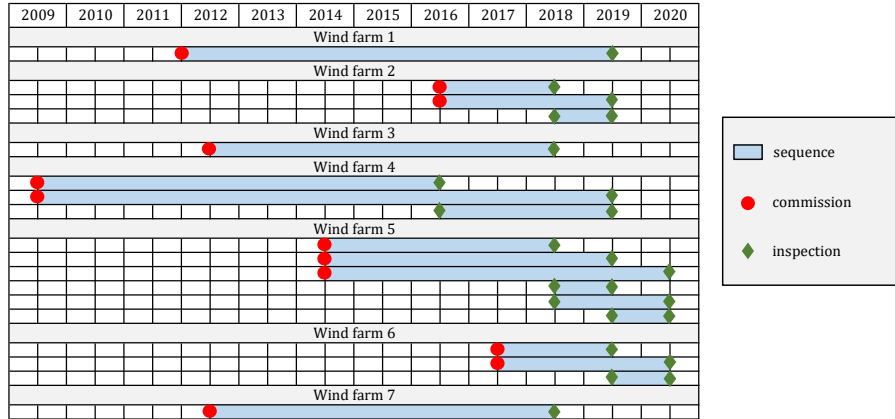 2009 2010 2011 2012 2013 2014 2015 2016 2017 2018 2019 2020
Wind farm 1
Wind farm 2
Wind farm 3
Wind farm 4
Wind farm 5
Wind farm 6
Wind farm 7
sequence
commission
inspection